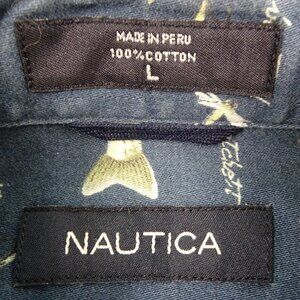 MADE IN PERU
100% COTTON
L
NAUTICA